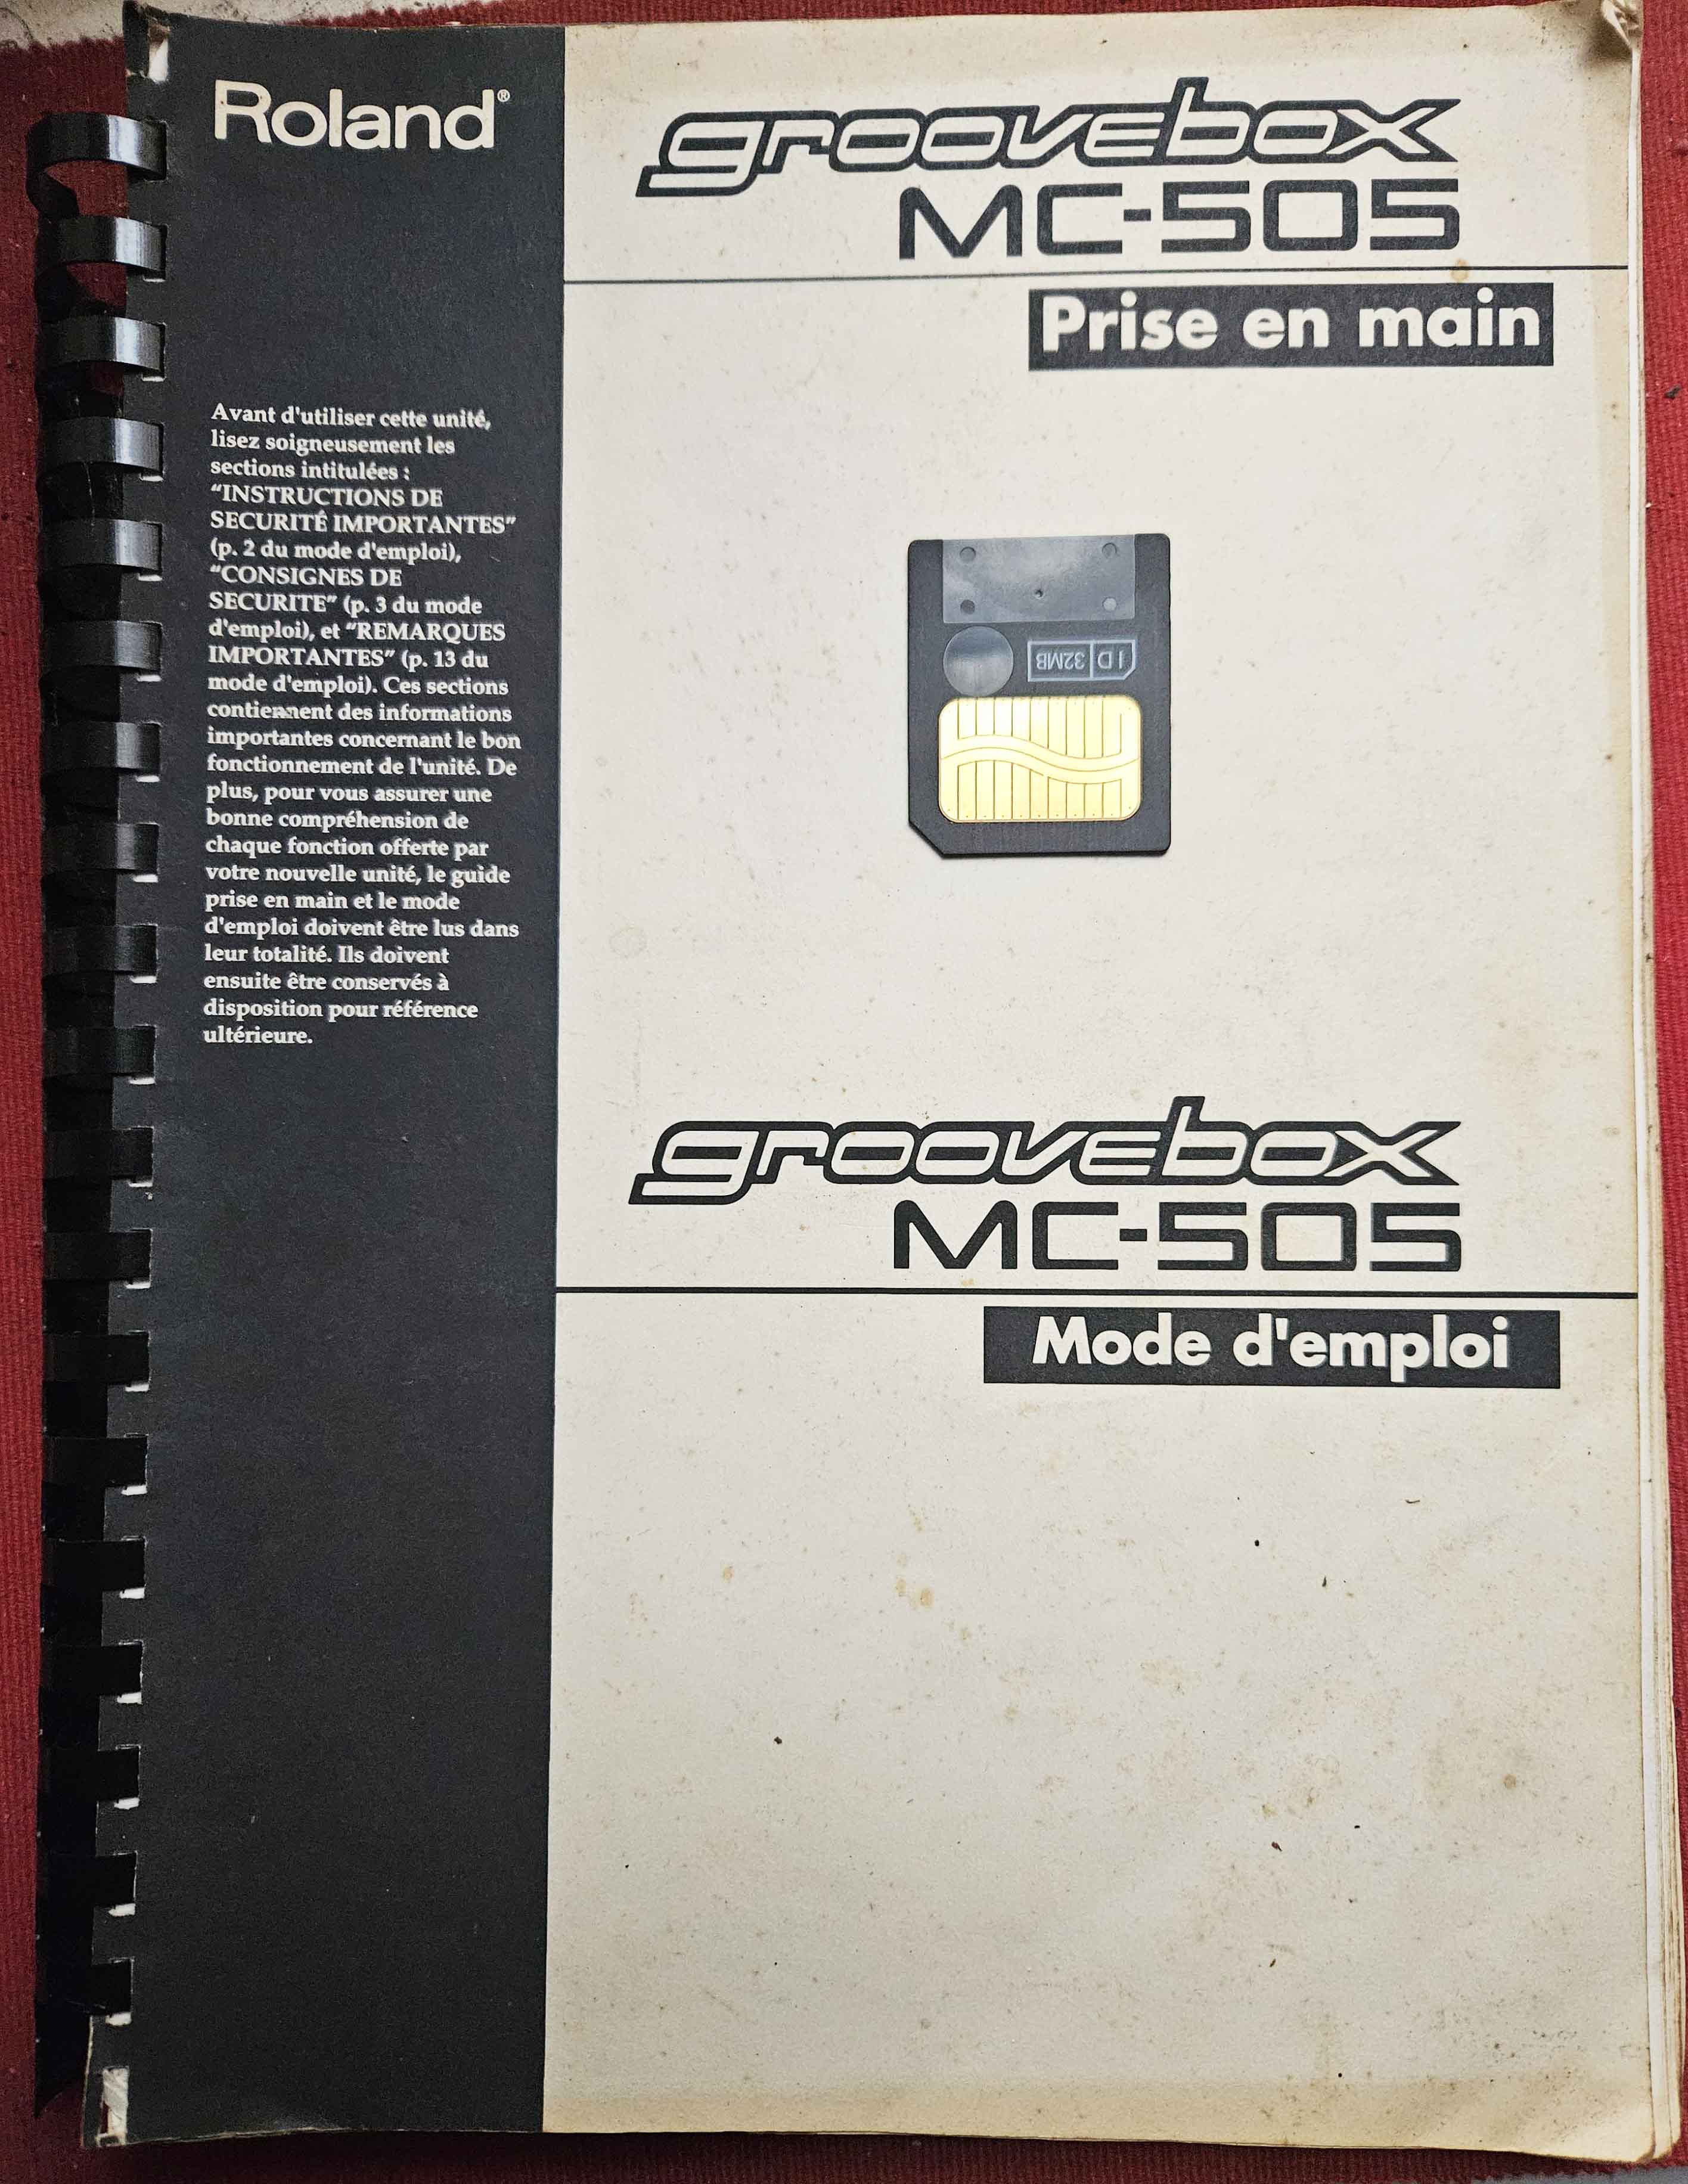 Roland®
Avant d'utiliser cette unité,
lisez soigneusement les
sections intitulées :
“INSTRUCTIONS DE
SECURITÉ IMPORTANTES”
(p. 2 du mode d'emploi),
“CONSIGNES DE
SECURITE” (p. 3 du mode
d'emploi), et “REMARQUES
IMPORTANTES” (p. 13 du
mode d'emploi). Ces sections
contiennent des informations
importantes concernant le bon
fonctionnement de l'unité. De
plus, pour vous assurer une
bonne compréhension de
chaque fonction offerte par
votre nouvelle unité, le guide
prise en main et le mode
d'emploi doivent être lus dans
leur totalité. Ils doivent
ensuite être conservés à
disposition pour référence
ultérieure.
groovebox
MC-505
Prise en main
ID 32MB
groovebox
MC-505
Mode d'emploi